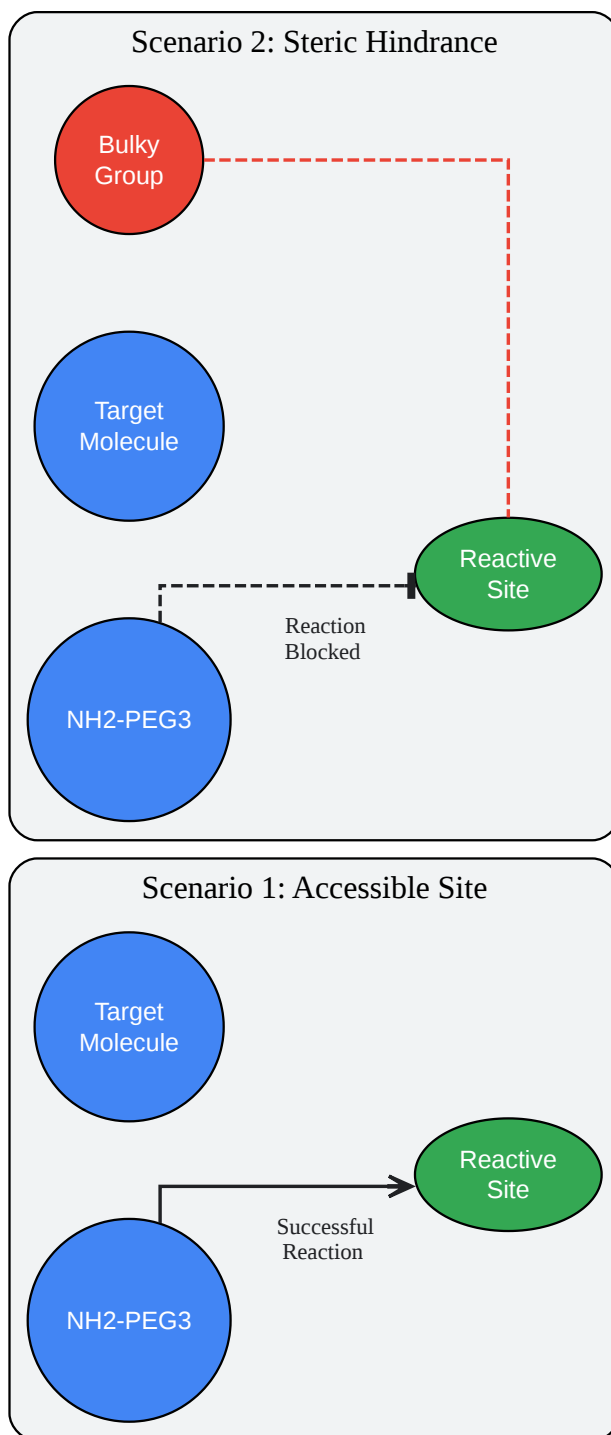 Scenario 2: Steric Hindrance
Bulky
Group
Target
Molecule
Reactive
Site
Reaction
Blocked
NH2-PEG3
Scenario 1: Accessible Site
Target
Molecule
Reactive
Site
Successful
Reaction
NH2-PEG3